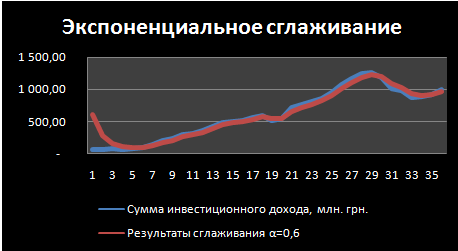 Экспоненциальное сглаживание
1 500,00
1 000,00
500,00
-
1 3 5 7 9 11 13 15 17 19 21 23 25 27 29 31 33 35
Сумма инвестиционного дохода, млн. грн.
Результаты сглаживания α=0,6